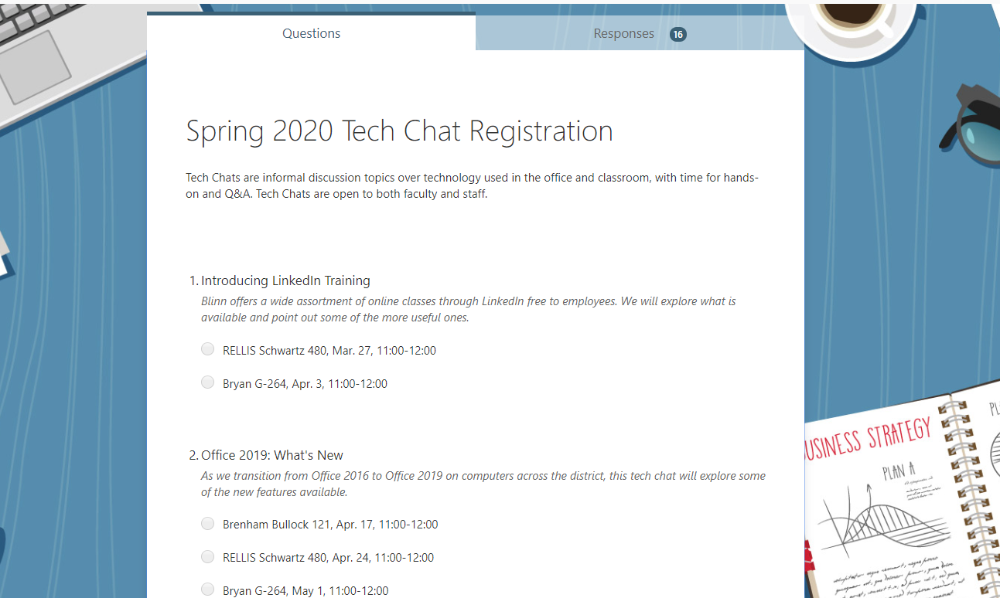 Questions
Responses 16
Spring 2020 Tech Chat Registration
Tech Chats are informal discussion topics over technology used in the office and classroom, with time for hands-
on and Q&A. Tech Chats are open to both faculty and staff.
1. Introducing LinkedIn Training
Blinn offers a wide assortment of online classes through LinkedIn free to employees. We will explore what is
available and point out some of the more useful ones.
RELLIS Schwartz 480, Mar. 27, 11:00-12:00
Bryan G-264, Apr. 3, 11:00-12:00
2. Office 2019: What's New
As we transition from Office 2016 to Office 2019 on computers across the district, this tech chat will explore some
of the new features available.
Brenham Bullock 121, Apr. 17, 11:00-12:00
RELLIS Schwartz 480, Apr. 24, 11:00-12:00
Bryan G-264, May 1, 11:00-12:00
USINESS STRATEGY
PLAN A
PL